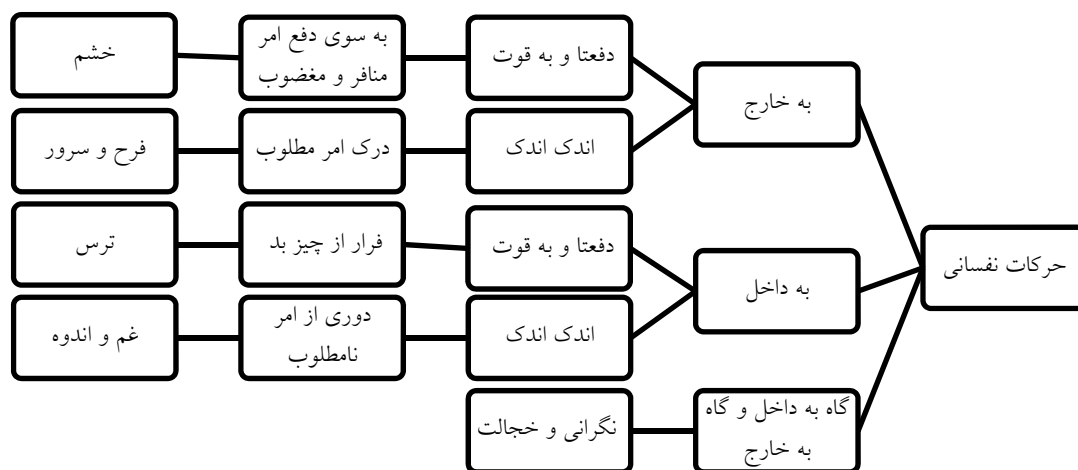 حرکات نفسانی
به خارج
دفعتا و به قوت
به سوی دفع امر
منافر و مغضوب
خشم
اندک اندک
درک امر مطلوب
فرح و سرور
به داخل
دفعتا و به قوت
فرار از چیز بد
ترس
اندک اندک
دوری از امر
نامطلوب
غم و اندوه
گاه به داخل و گاه
به خارج
نگرانی و خجالت